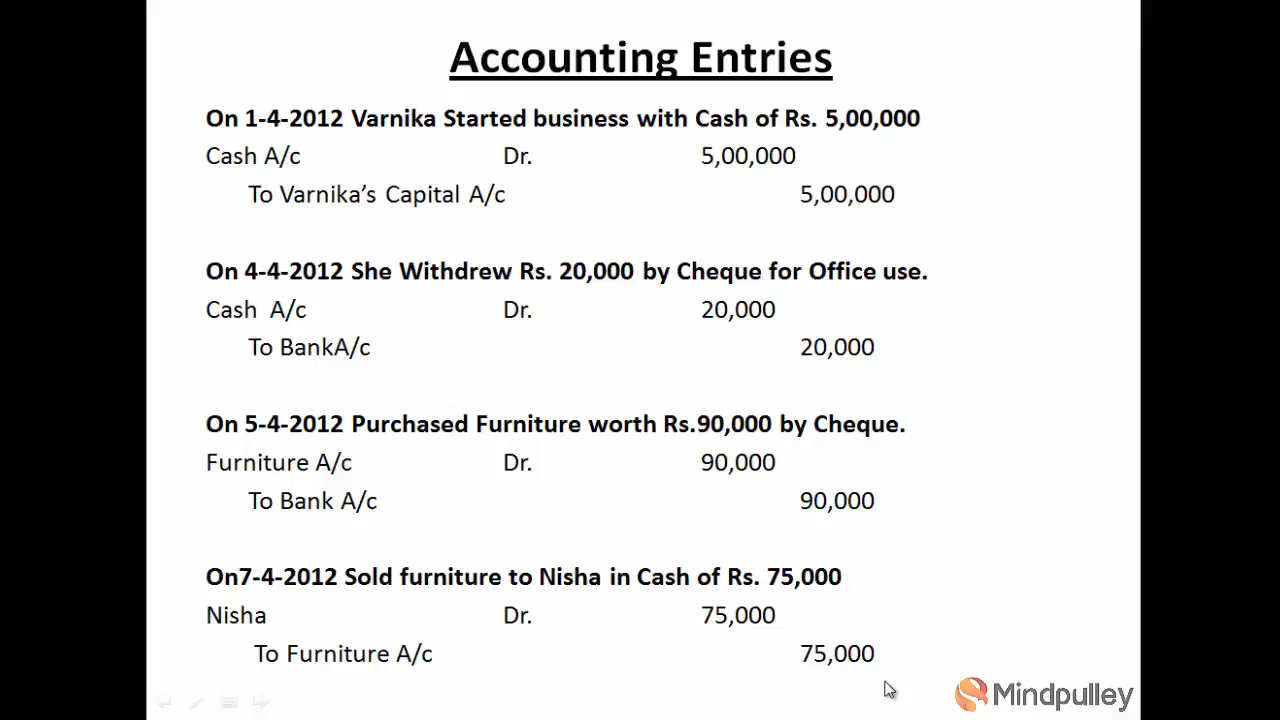 Accounting Entries
On 1-4-2012 Varnika Started business with Cash of Rs. 5,00,000
Cash A/c Dr. 5,00,000
To Varnika's Capital A/c 5,00,000
On 4-4-2012 She Withdrew Rs. 20,000 by Cheque for Office use.
Cash A/c Dr. 20,000
To BankA/c 20,000
On 5-4-2012 Purchased Furniture worth Rs.90,000 by Cheque.
Furniture A/c Dr. 90,000
To Bank A/c 90,000
On7-4-2012 Sold furniture to Nisha in Cash of Rs. 75,000
Nisha Dr. 75,000
To Furniture A/c 75,000
Mindpulley